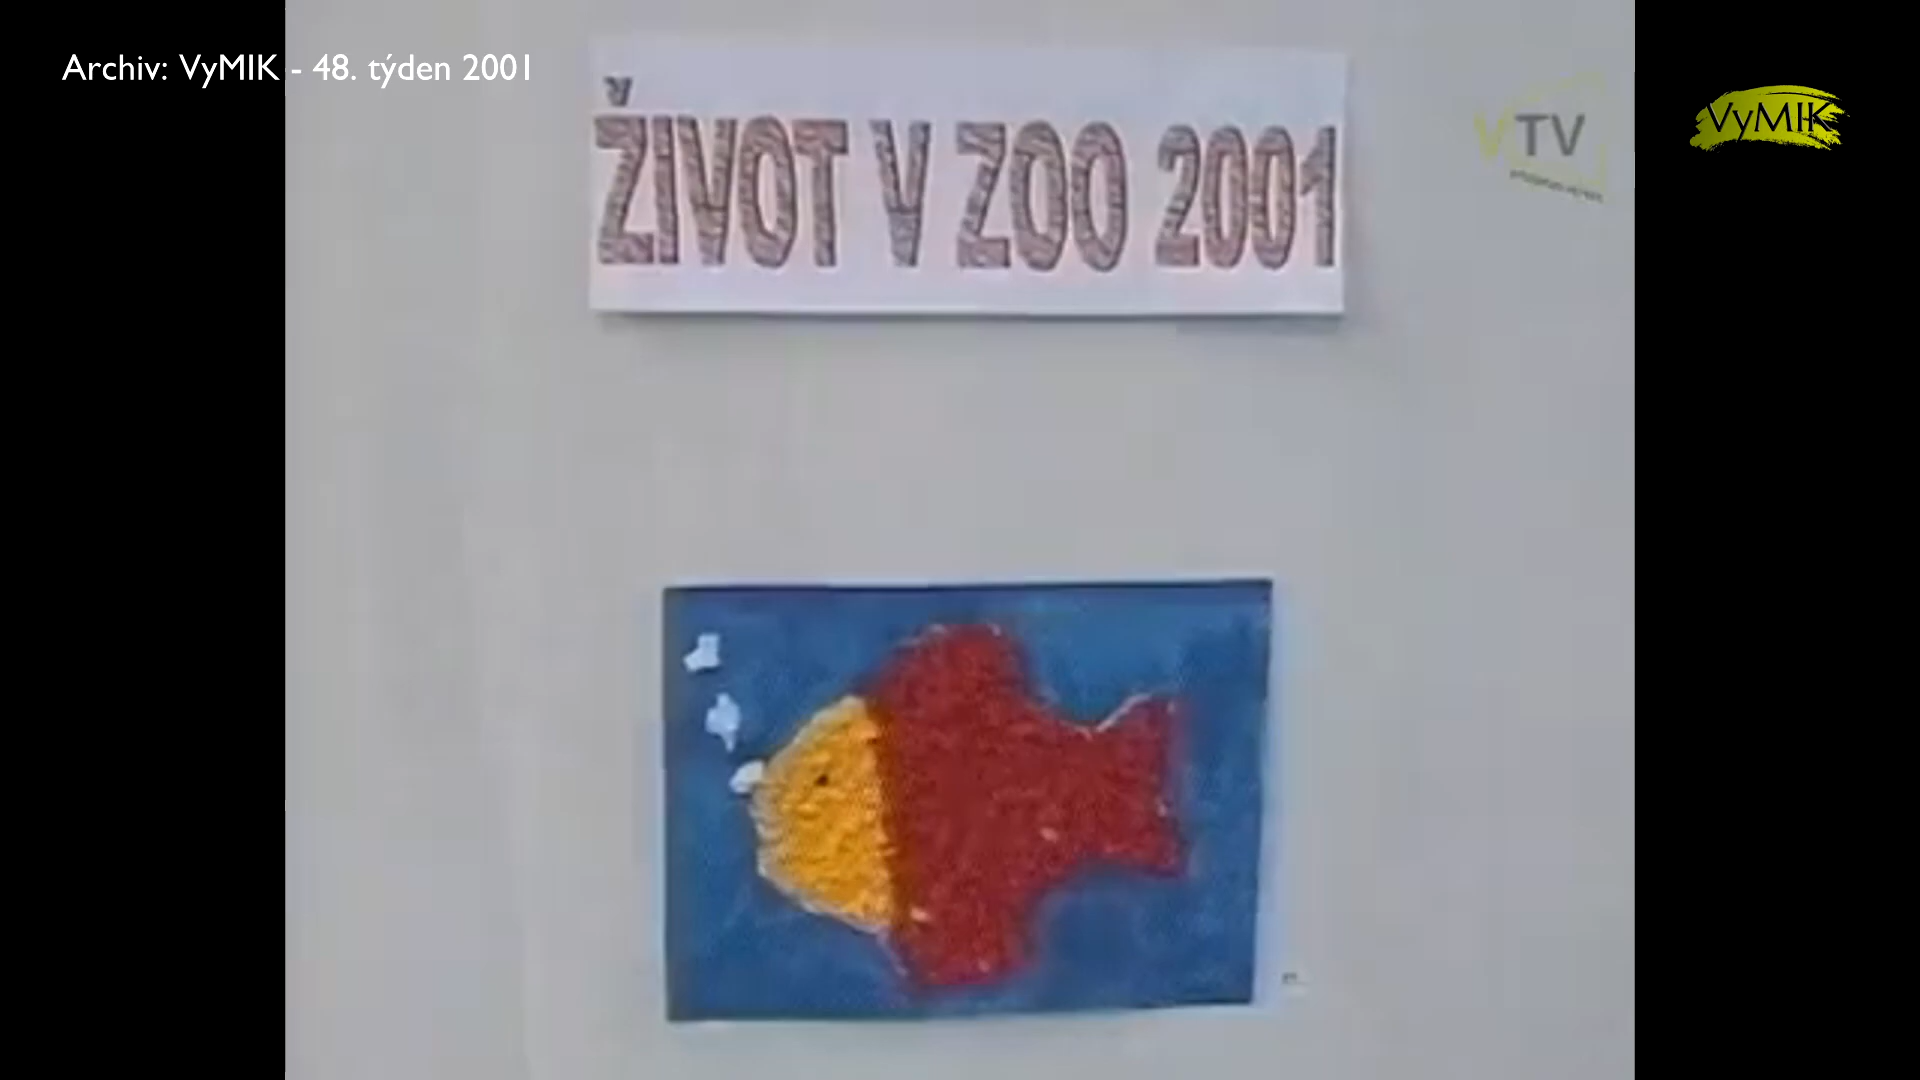 Archiv: VyMIK - 48. týden 2001
ŽIVOT V ZOO 2001
VTV
VyMIK